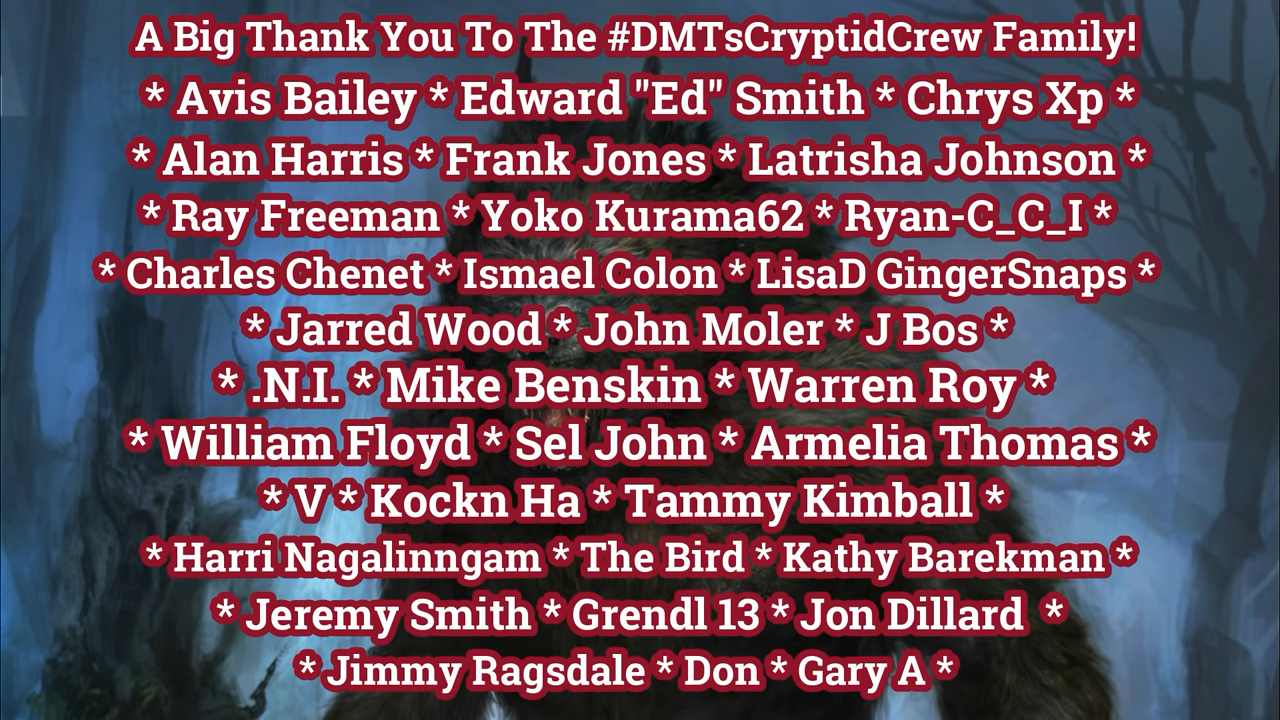 A Big Thank You To The #DMTsCryptidCrew Family!
* Avis Bailey * Edward "Ed" Smith * Chrys Xp *
* Alan Harris * Frank Jones * Latrisha Johnson *
* Ray Freeman * Yoko Kurama62 * Ryan-C_C_I *
* Charles Chenet * Ismael Colon * LisaD GingerSnaps *
* Jarred Wood * John Moler * J Bos *
* .N.I. * Mike Benskin * Warren Roy *
* William Floyd * Sel John * Armelia Thomas *
* V * Kockn Ha * Tammy Kimball *
* Harri Nagalinngam * The Bird * Kathy Barekman *
* Jeremy Smith * Grendl 13 * Jon Dillard *
* Jimmy Ragsdale * Don * Gary A *